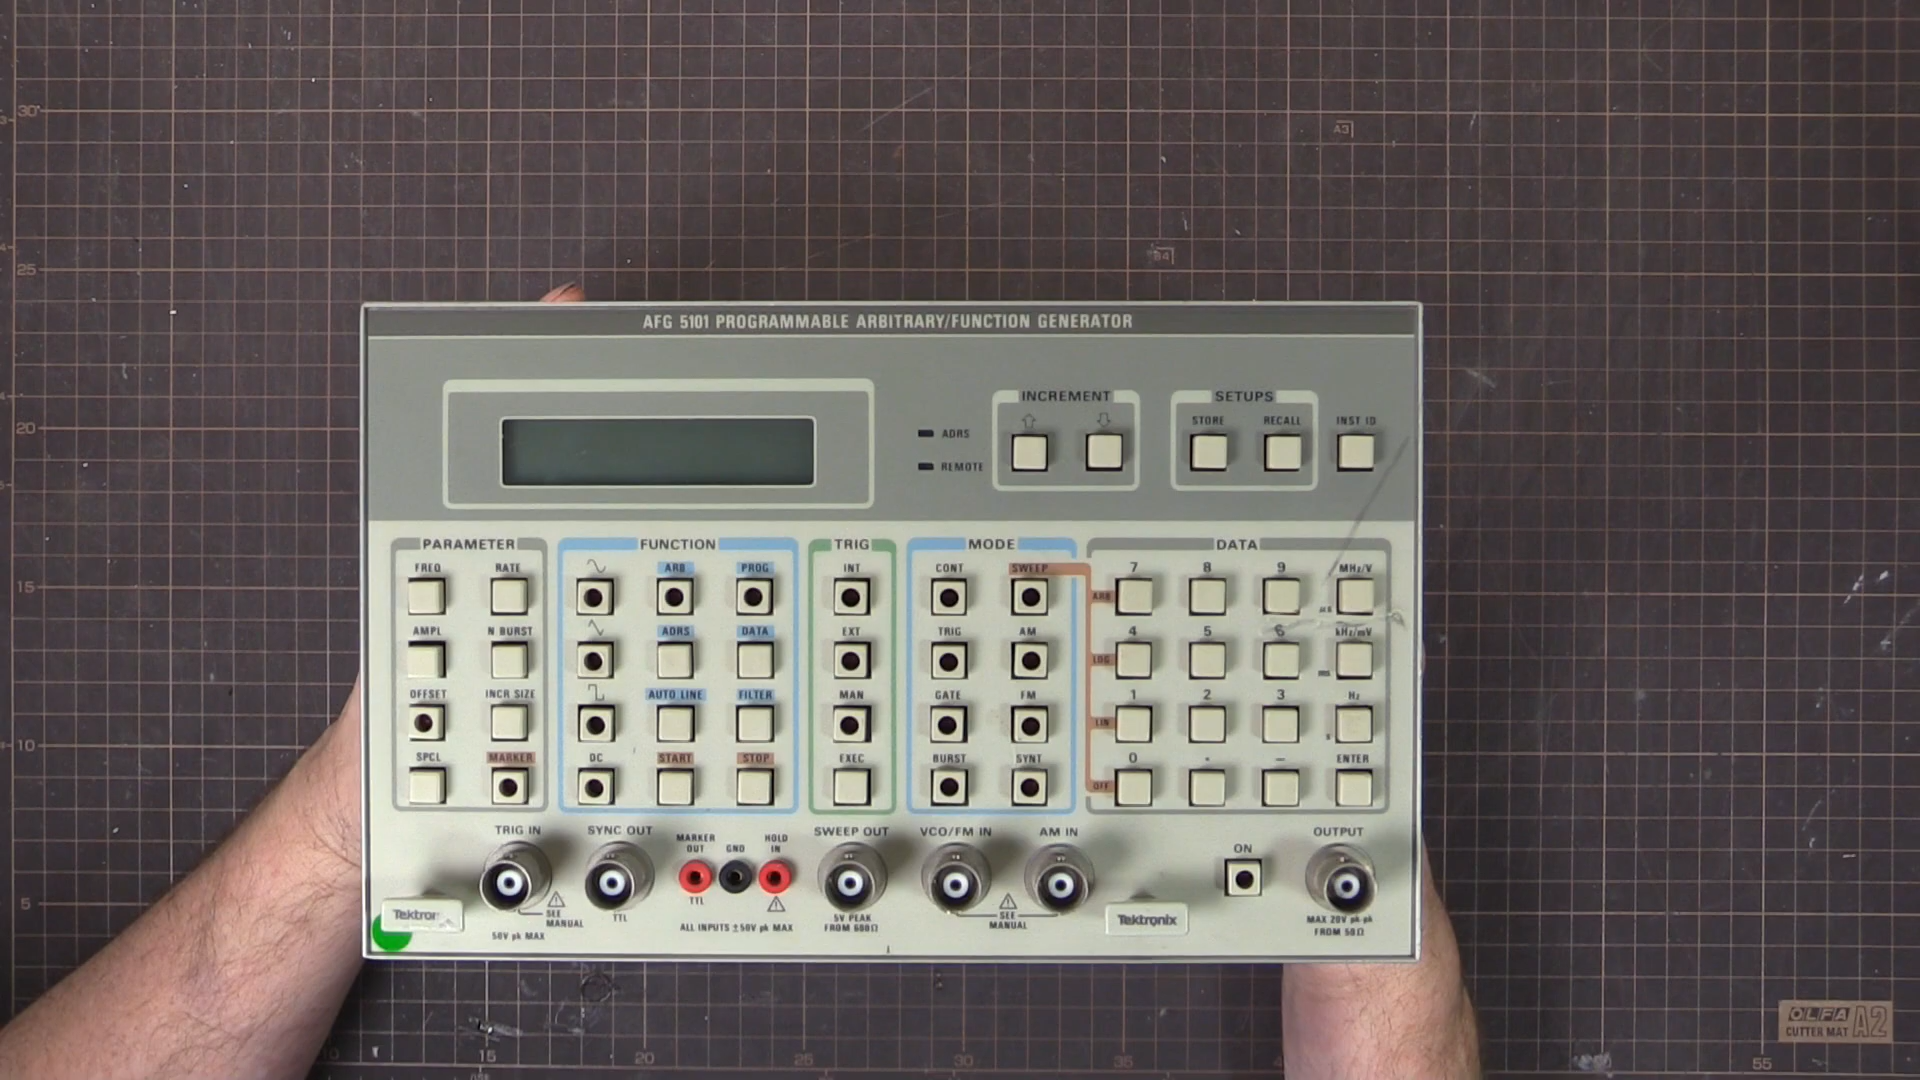 30
A3
B4
25
AFG 5101 PROGRAMMABLE ARBITRARY/FUNCTION GENERATOR
INCREMENT
SETUPS
STORE
RECALL
INST ID
20
ADRS
REMOTE
PARAMETER
FUNCTION
TRIG
MODE
DATA
FREQ
RATE
ARB
PROG
INT
CONT
SWEEP
7
8
9
MHz/V
15
ARB
µs
AMPL
N BURST
ADRS
DATA
EXT
TRIG
AM
4
5
6
kHz/mV
LOG
ms
OFFSET
INCR SIZE
AUTO LINE
FILTER
MAN
GATE
FM
1
2
3
Hz
LIN
s
10
SPCL
MARKER
DC
START
STOP
EXEC
BURST
SYNT
0
.
–
ENTER
OFF
TRIG IN
SYNC OUT
MARKER OUT
GND
HOLD IN
SWEEP OUT
VCO/FM IN
AM IN
ON
OUTPUT
5
TTL
SEE MANUAL
TTL
50V pk MAX
ALL INPUTS ±50V pk MAX
5V PEAK
FROM 600Ω
SEE
MANUAL
Tektronix
MAX 20V pk-pk
FROM 50Ω
OLFA
CUTTER MAT A2
10
15
20
25
30
35
55